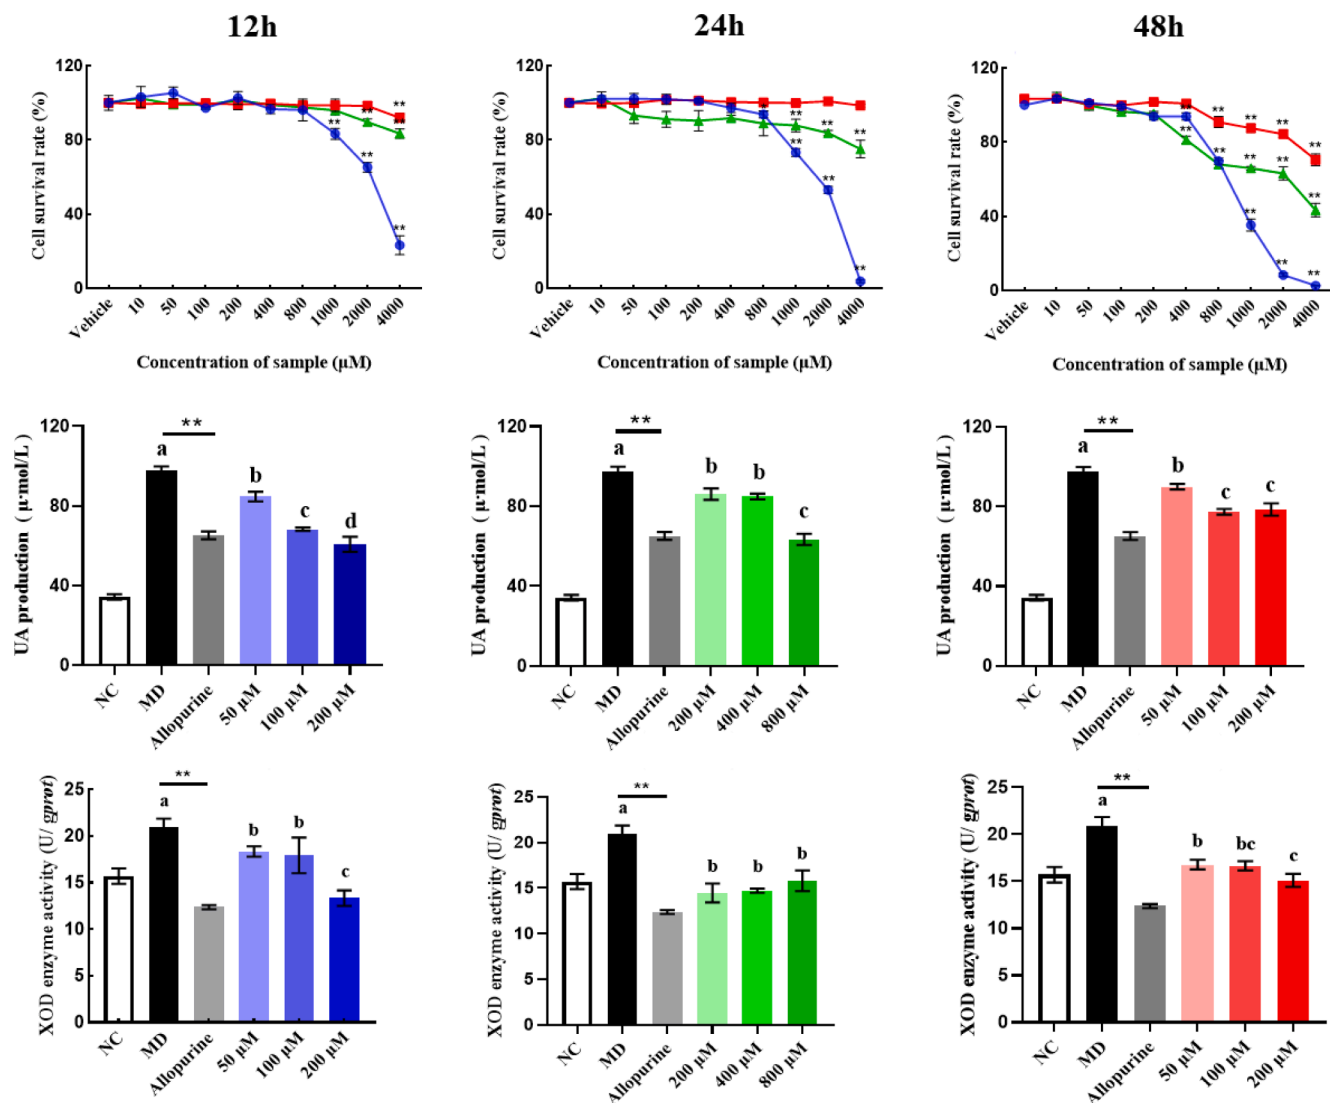 12h
24h
48h
Cell survival rate (%)
120
80
40
0
** ** ** ** ** **
Vehicle 10 50 100 200 400 800 1000 2000 4000
Concentration of sample (μM)
Cell survival rate (%)
120
80
40
0
* ** ** ** ** ** **
Vehicle 10 50 100 200 400 800 1000 2000 4000
Concentration of sample (μM)
Cell survival rate (%)
120
80
40
0
** ** ** ** ** ** ** ** ** ** ** ** ** **
Vehicle 10 50 100 200 400 800 1000 2000 4000
Concentration of sample (μM)
UA production ( μ·mol/L )
120
80
40
0
**
a b c d
NC MD Allopurine 50 μM 100 μM 200 μM
UA production ( μ·mol/L )
120
80
40
0
**
a b b c
NC MD Allopurine 200 μM 400 μM 800 μM
UA production ( μ·mol/L )
120
80
40
0
**
a b c c
NC MD Allopurine 50 μM 100 μM 200 μM
XOD enzyme activity (U/ gprot)
25
20
15
10
5
0
**
a b b c
NC MD Allopurine 50 μM 100 μM 200 μM
XOD enzyme activity (U/ gprot)
25
20
15
10
5
0
**
a b b b
NC MD Allopurine 200 μM 400 μM 800 μM
XOD enzyme activity (U/ gprot)
25
20
15
10
5
0
**
a b bc c
NC MD Allopurine 50 μM 100 μM 200 μM